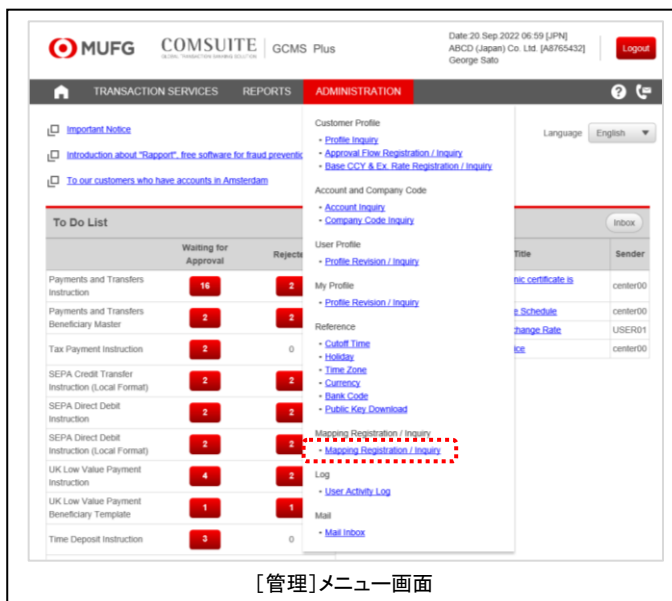 MUFG
COMSUITE
GCMS Plus
Date:20 Sep 2022 06:59 [JPN]
ABCD (Japan) Co. Ltd. [A8765432]
George Sato
Logout
TRANSACTION SERVICES
REPORTS
ADMINISTRATION
Important Notice
Introduction about "Rapport", free software for fraud preventic
To our customers who have accounts in Amsterdam
Language
English
To Do List
Waiting for Approval
Rejecte
Payments and Transfers Instruction
16
2
Payments and Transfers Beneficiary Master
2
2
Tax Payment Instruction
2
0
SEPA Credit Transfer Instruction (Local Format)
2
2
SEPA Direct Debit Instruction
2
2
SEPA Direct Debit Instruction (Local Format)
2
2
UK Low Value Payment Instruction
4
2
UK Low Value Payment Beneficiary Template
1
1
Time Deposit Instruction
3
0
Customer Profile
・Profile Inquiry
・Approval Flow Registration / Inquiry
・Base CCY & Ex. Rate Registration / Inquiry
Account and Company Code
・Account Inquiry
・Company Code Inquiry
User Profile
・Profile Revision / Inquiry
My Profile
・Profile Revision / Inquiry
Reference
・Cutoff Time
・Holiday
・Time Zone
・Currency
・Bank Code
・Public Key Download
Mapping Registration / Inquiry
・Mapping Registration / Inquiry
Log
・User Activity Log
Mail
・Mail Inbox
Inbox
Title
Sender
nic certificate is
center00
e Schedule
center00
change Rate
USER01
ice
center00
[管理]メニュー画面